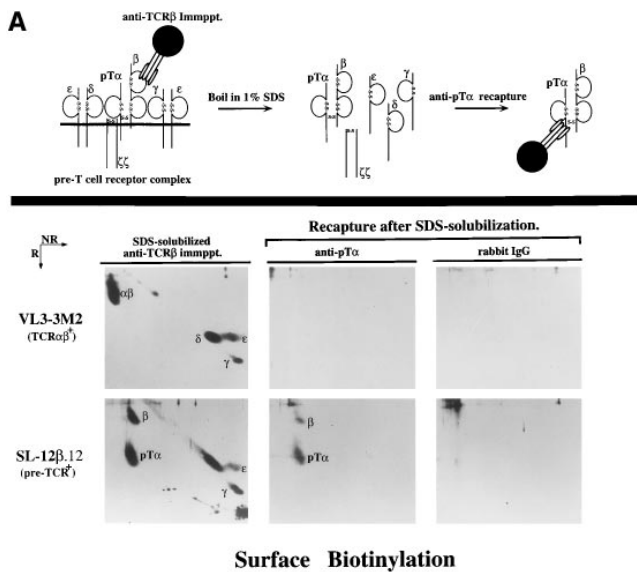 A
anti-TCRβ Immppt.
β
pTα
ε δ γ ε
s-s s-s
ζζ
pre-T cell receptor complex
Boil in 1% SDS
β
pTα ε γ
δ
s-s s-s
ζζ
anti-pTα recapture
β
pTα
s-s
NR
R
SDS-solubilized
anti-TCRβ immppt.
Recapture after SDS-solubilization.
anti-pTα
rabbit IgG
VL3-3M2
(TCRαβ+)
αβ
δ ε
γ
SL-12β.12
(pre-TCR+)
β
pTα ε
γ
β
pTα
Surface Biotinylation